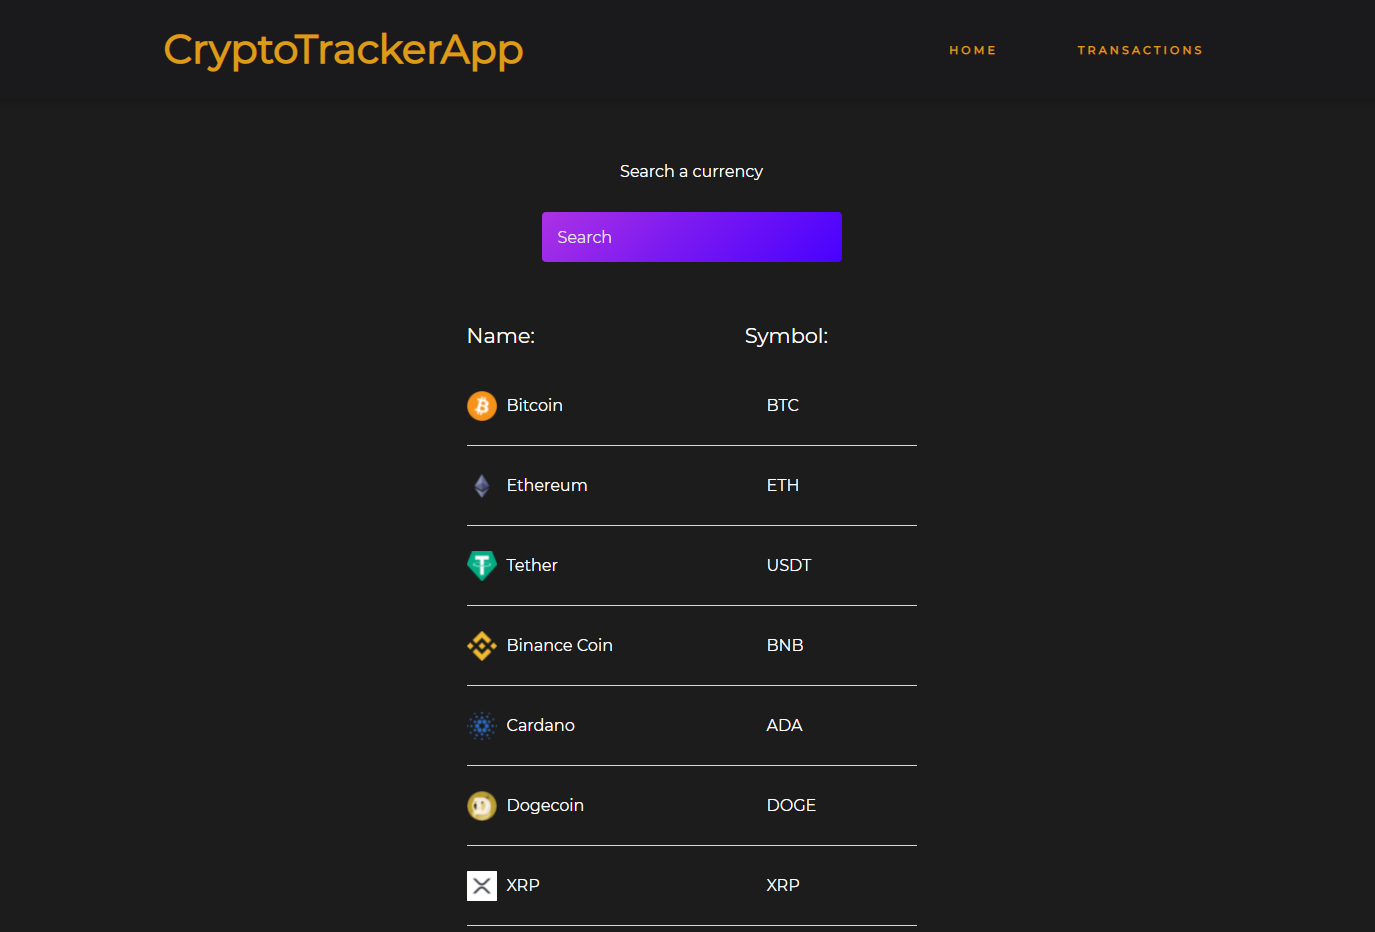 CryptoTrackerApp HOME TRANSACTIONS
Search a currency
Search
Name: Symbol:
Bitcoin BTC
Ethereum ETH
Tether USDT
Binance Coin BNB
Cardano ADA
Dogecoin DOGE
XRP XRP